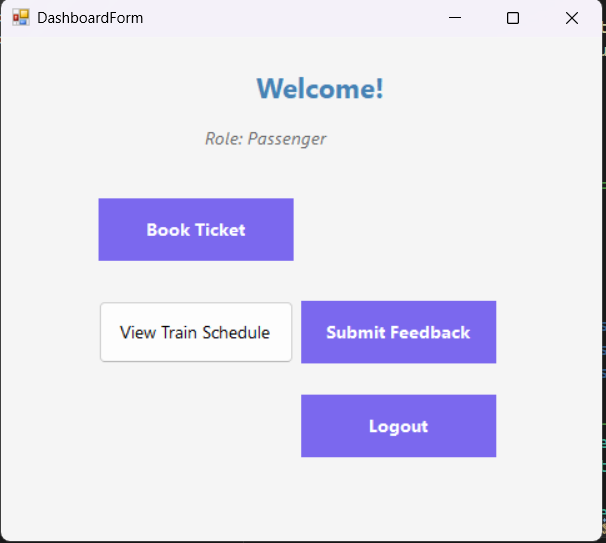 DashboardForm
Welcome!
Role: Passenger
Book Ticket
View Train Schedule
Submit Feedback
Logout